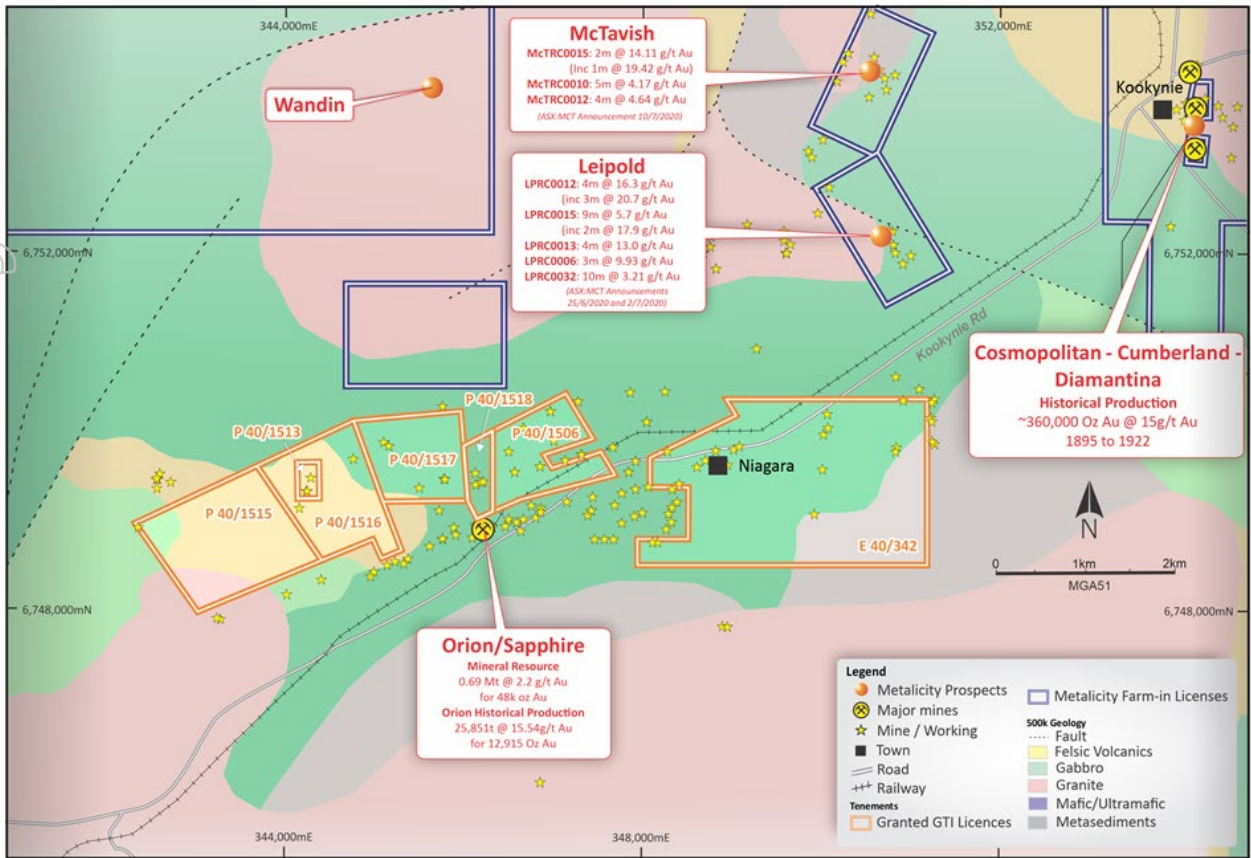 344,000mE
352,000mE
McTavish
McTRC0015: 2m @ 14.11 g/t Au
(Inc 1m @ 19.42 g/t Au)
McTRC0010: 5m @ 4.17 g/t Au
McTRC0012: 4m @ 4.64 g/t Au
(ASX:MCT Announcement 10/7/2020)
Wandin
Kookynie
Leipold
LPRC0012: 4m @ 16.3 g/t Au
(inc 3m @ 20.7 g/t Au
LPRC0015: 9m @ 5.7 g/t Au
(inc 2m @ 17.9 g/t Au
LPRC0013: 4m @ 13.0 g/t Au
LPRC0006: 3m @ 9.93 g/t Au
LPRC0032: 10m @ 3.21 g/t Au
(ASX:MCT Announcements
25/6/2020 and 2/7/2020)
6,752,000mN
6,752,000mN
Kookynie Rd
Cosmopolitan - Cumberland -
Diamantina
Historical Production
~360,000 Oz Au @ 15g/t Au
1895 to 1922
P 40/1518
P 40/1513
P 40/1506
P 40/1517
Niagara
P 40/1515
P 40/1516
E 40/342
N
0 1km 2km
MGA51
6,748,000mN
6,748,000mN
Orion/Sapphire
Mineral Resource
0.69 Mt @ 2.2 g/t Au
for 48k oz Au
Orion Historical Production
25,851t @ 15.54g/t Au
for 12,915 Oz Au
Legend
Metalicity Prospects
Major mines
Mine / Working
Town
Road
Railway
Tenements
Granted GTI Licences
Metalicity Farm-in Licenses
500k Geology
Fault
Felsic Volcanics
Gabbro
Granite
Mafic/Ultramafic
Metasediments
344,000mE
348,000mE